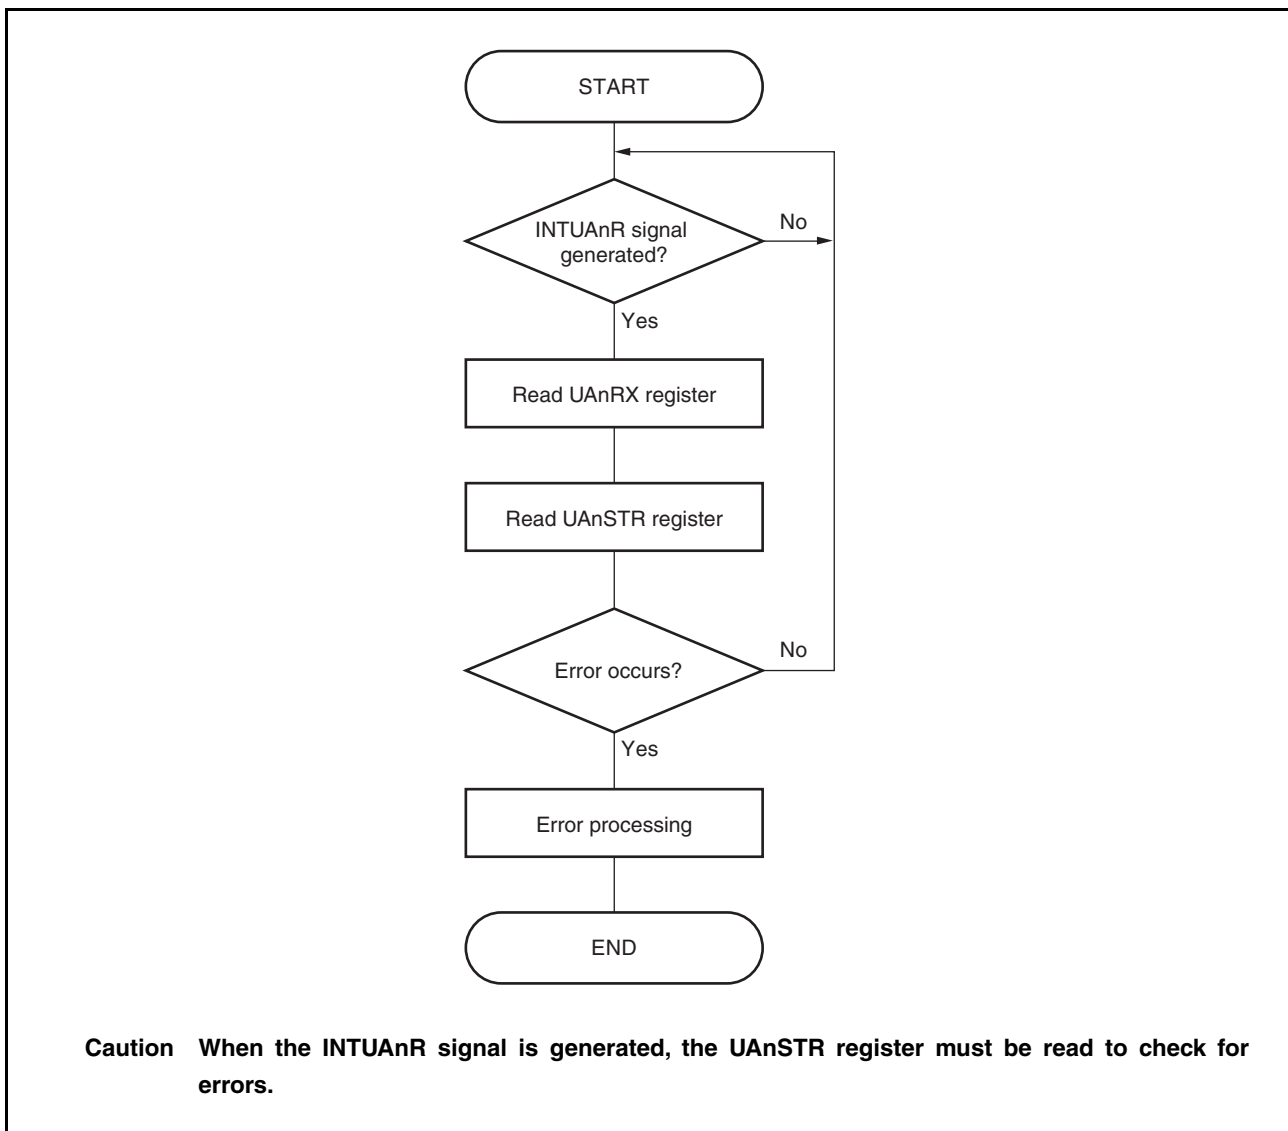 START
INTUAnR signal
generated?
No
Yes
Read UAnRX register
Read UAnSTR register
Error occurs?
No
Yes
Error processing
END
Caution When the INTUAnR signal is generated, the UAnSTR register must be read to check for
errors.